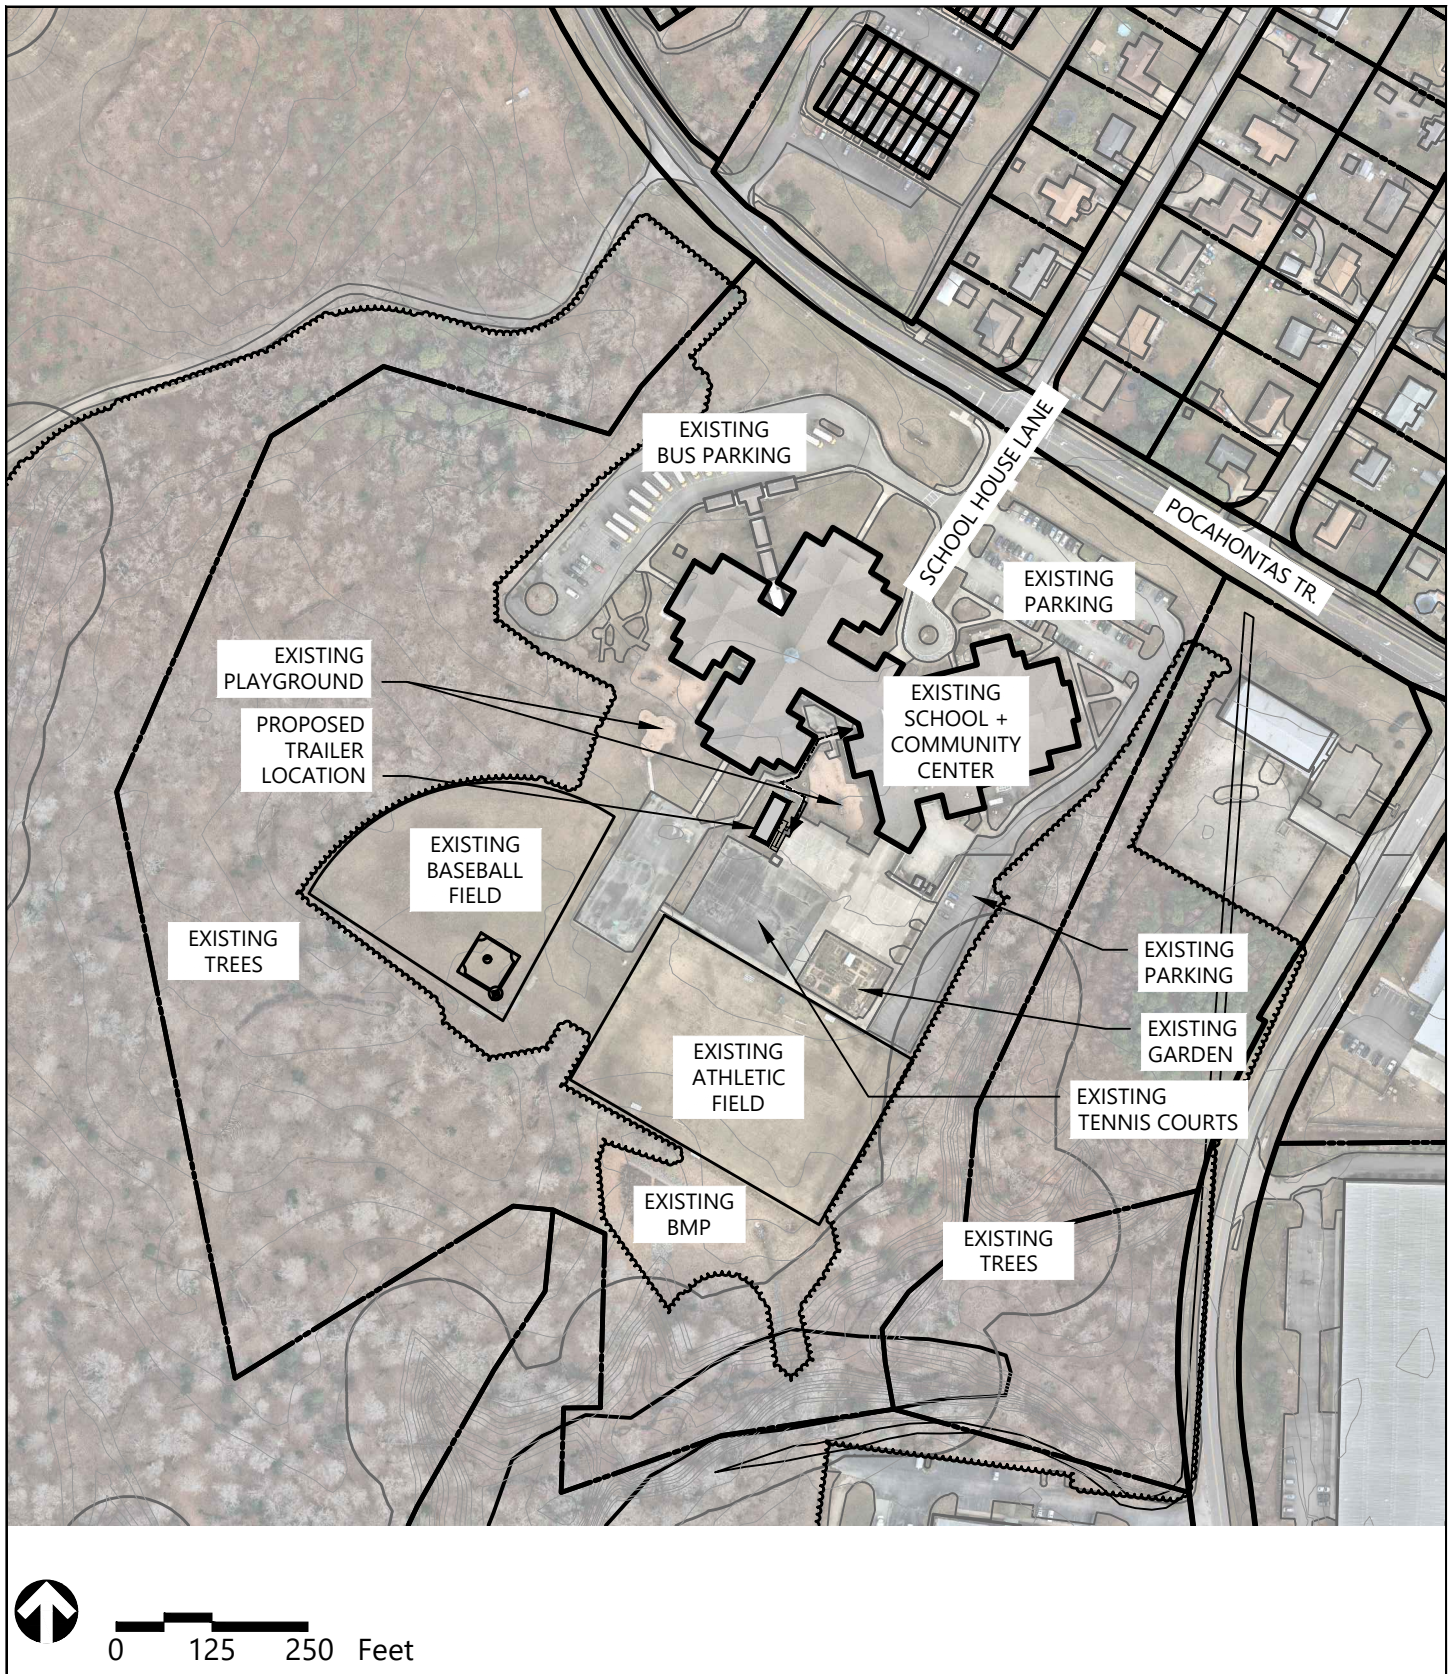 EXISTING
BUS PARKING
SCHOOL HOUSE LANE
POCAHONTAS TR.
EXISTING
PARKING
EXISTING
PLAYGROUND
PROPOSED
TRAILER
LOCATION
EXISTING
SCHOOL +
COMMUNITY
CENTER
EXISTING
BASEBALL
FIELD
EXISTING
TREES
EXISTING
PARKING
EXISTING
GARDEN
EXISTING
ATHLETIC
FIELD
EXISTING
TENNIS COURTS
EXISTING
BMP
EXISTING
TREES
0 125 250 Feet